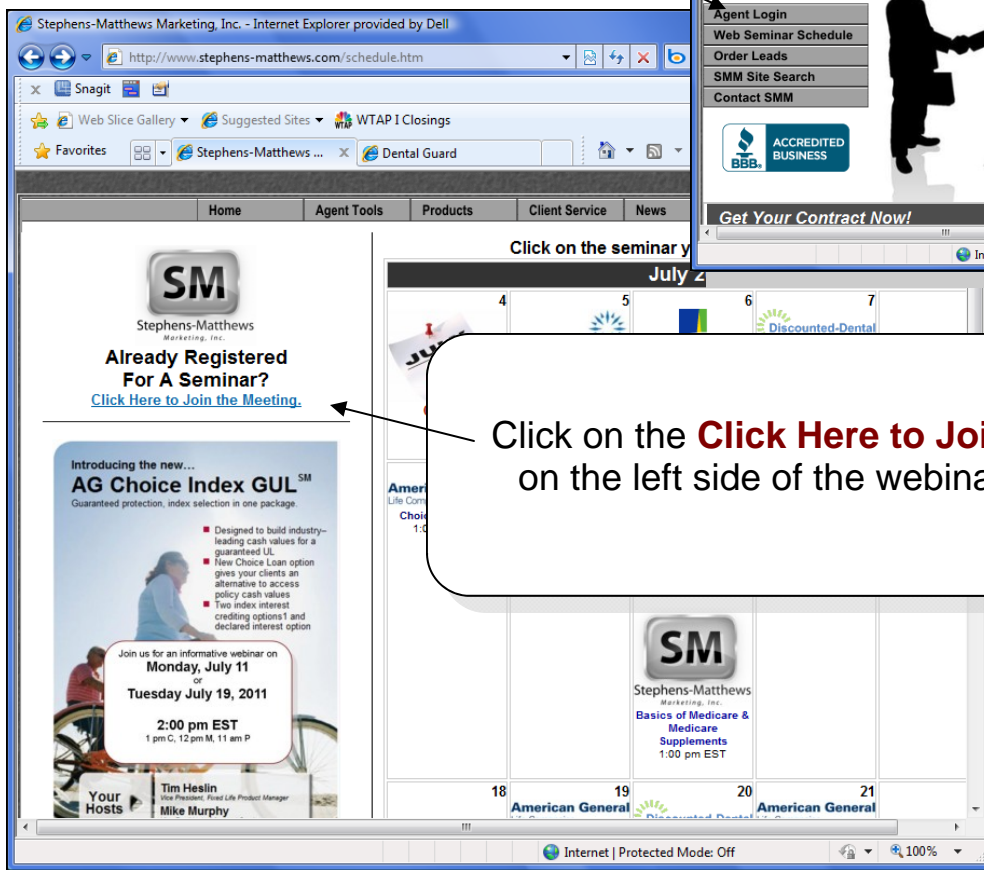 Stephens-Matthews Marketing, Inc. - Internet Explorer provided by Dell
http://www.stephens-matthews.com/schedule.htm
x Snagit
Web Slice Gallery Suggested Sites WTAP I Closings
Favorites Stephens-Matthews ... x Dental Guard
Agent Login
Web Seminar Schedule
Order Leads
SMM Site Search
Contact SMM
BBB.
ACCREDITED
BUSINESS
Get Your Contract Now!
Home Agent Tools Products Client Service News
SM
Stephens-Matthews
Marketing, Inc.
Already Registered
For A Seminar?
Click Here to Join the Meeting.
Introducing the new...
AG Choice Index GUL SM
Guaranteed protection, index selection in one package.
Designed to build industry–
leading cash values for a
guaranteed UL
New Choice Loan option
gives your clients an
alternative to access
policy cash values
Two index interest
crediting options1 and
declared interest option
Join us for an informative webinar on
Monday, July 11
or
Tuesday July 19, 2011
2:00 pm EST
1 pm C, 12 pm M, 11 am P
Your
Hosts
Tim Heslin
Vice President, Fixed Life Product Manager
Mike Murphy
Click on the seminar y
July 2
4 5 6 7
Discounted-Dental
Click on the Click Here to Joi
on the left side of the webina
Ameri
Life Com
Choic
1:0
SM
Stephens-Matthews
Marketing, Inc.
Basics of Medicare &
Medicare
Supplements
1:00 pm EST
18 19 20 21
American General
American General
Internet | Protected Mode: Off
100%